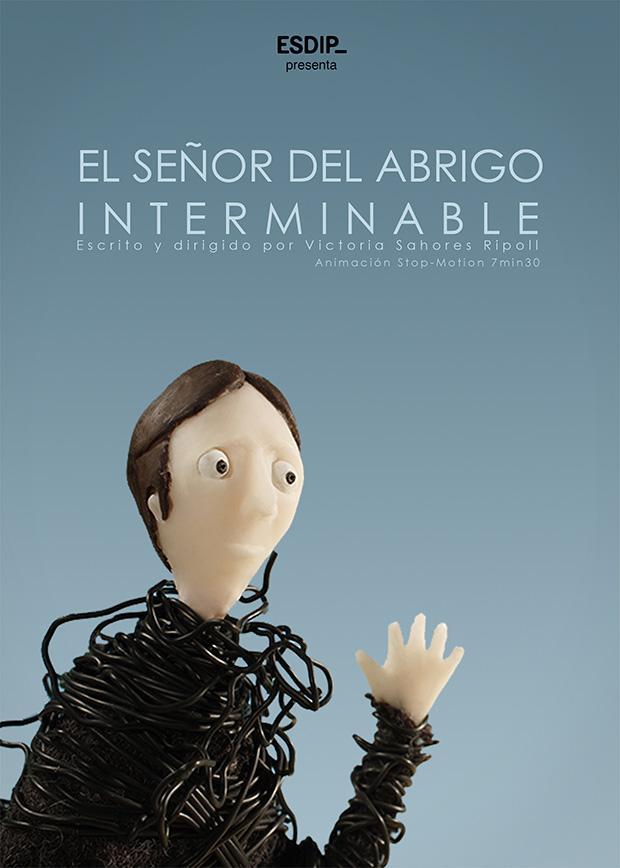 ESDIP_
presenta
EL SEÑOR DEL ABRIGO
INTERMINABLE
Escrito y dirigido por Victoria Sahores Ripoll
Animación Stop-Motion 7min30